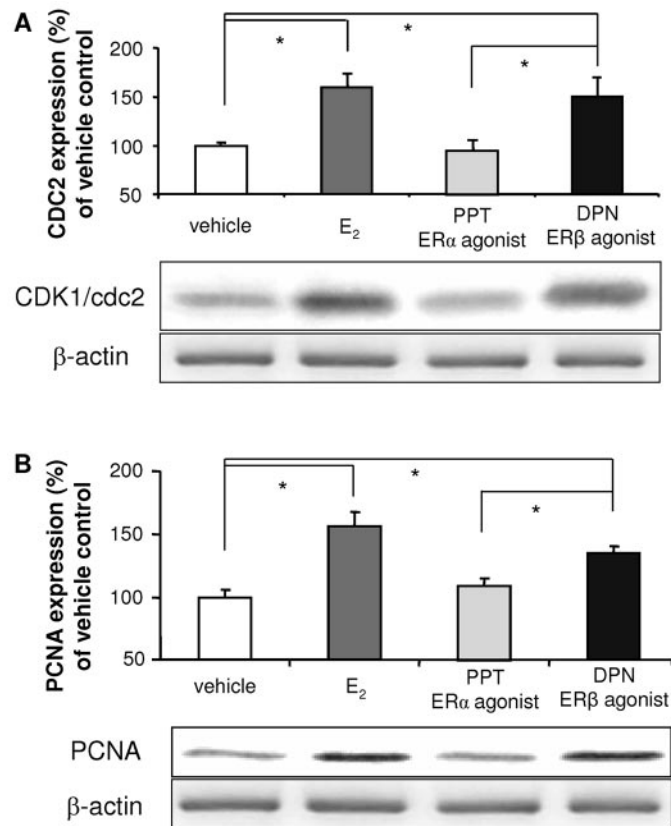 A
CDC2 expression (%)
of vehicle control
200
150
100
50
*
*
*
vehicle
E₂
PPT
ERα agonist
DPN
ERβ agonist
CDK1/cdc2
β-actin
B
PCNA expression (%)
of vehicle control
200
150
100
50
*
*
*
vehicle
E₂
PPT
ERα agonist
DPN
ERβ agonist
PCNA
β-actin